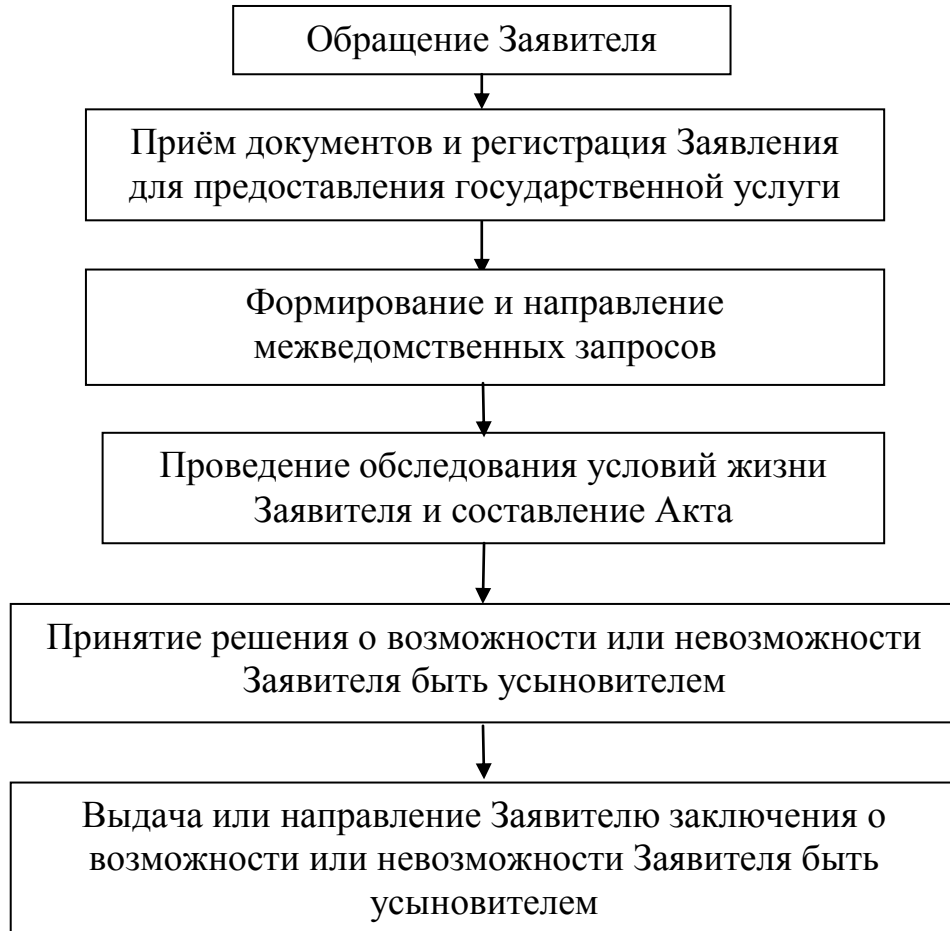 Обращение Заявителя
Приём документов и регистрация Заявления
для предоставления государственной услуги
Формирование и направление
межведомственных запросов
Проведение обследования условий жизни
Заявителя и составление Акта
Принятие решения о возможности или невозможности
Заявителя быть усыновителем
Выдача или направление Заявителю заключения о
возможности или невозможности Заявителя быть
усыновителем